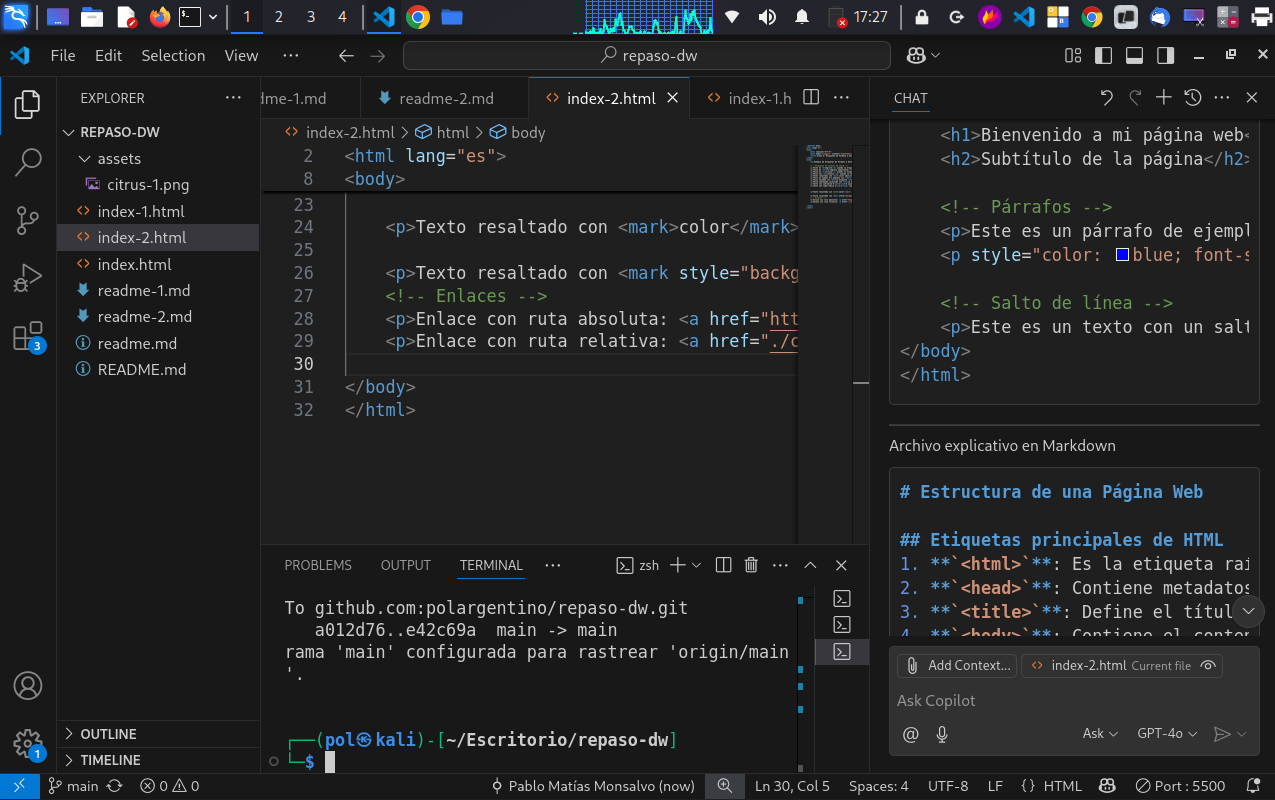 1 2 3 4 17:27
File Edit Selection View ··· repaso-dw
EXPLORER ···
REPASO-DW
assets
citrus-1.png
index-1.html
index-2.html
index.html
readme-1.md
readme-2.md
readme.md
README.md
OUTLINE
TIMELINE
3
1
dme-1.md readme-2.md index-2.html index-1.h ···
index-2.html > html > body
2 <html lang="es">
8 <body>
23
24 <p>Texto resaltado con <mark>color</mark>
25
26 <p>Texto resaltado con <mark style="backg
27 <!-- Enlaces -->
28 <p>Enlace con ruta absoluta: <a href="htt
29 <p>Enlace con ruta relativa: <a href="./c
30
31 </body>
32 </html>
PROBLEMS OUTPUT TERMINAL ··· zsh ···
To github.com:polargentino/repaso-dw.git
a012d76..e42c69a main -> main
rama 'main' configurada para rastrear 'origin/main
'.
┌──(pol㉿kali)-[~/Escritorio/repaso-dw]
└─$
CHAT ···
<h1>Bienvenido a mi página web<
<h2>Subtítulo de la página</h2>
<!-- Párrafos -->
<p>Este es un párrafo de ejempl
<p style="color: blue; font-s
<!-- Salto de línea -->
<p>Este es un texto con un salt
</body>
</html>
Archivo explicativo en Markdown
# Estructura de una Página Web
## Etiquetas principales de HTML
1. **`<html>`**: Es la etiqueta raí
2. **`<head>`**: Contiene metadatos
3. **`<title>`**: Define el títul
4. **`<body>`**: Contiene el conten
Add Context... index-2.html Current file
Ask Copilot
@ Ask GPT-4o
main 0 0 Pablo Matías Monsalvo (now) Ln 30, Col 5 Spaces: 4 UTF-8 LF {} HTML Port : 5500